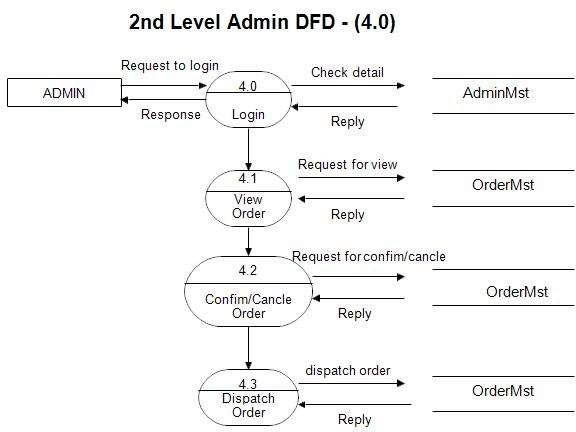 2nd Level Admin DFD - (4.0)
Request to login
Check detail
ADMIN
4.0
AdminMst
Response
Login
Reply
Request for view
4.1
OrderMst
View
Order
Reply
Request for confim/cancle
4.2
OrderMst
Confim/Cancle
Order
Reply
dispatch order
4.3
OrderMst
Dispatch
Order
Reply